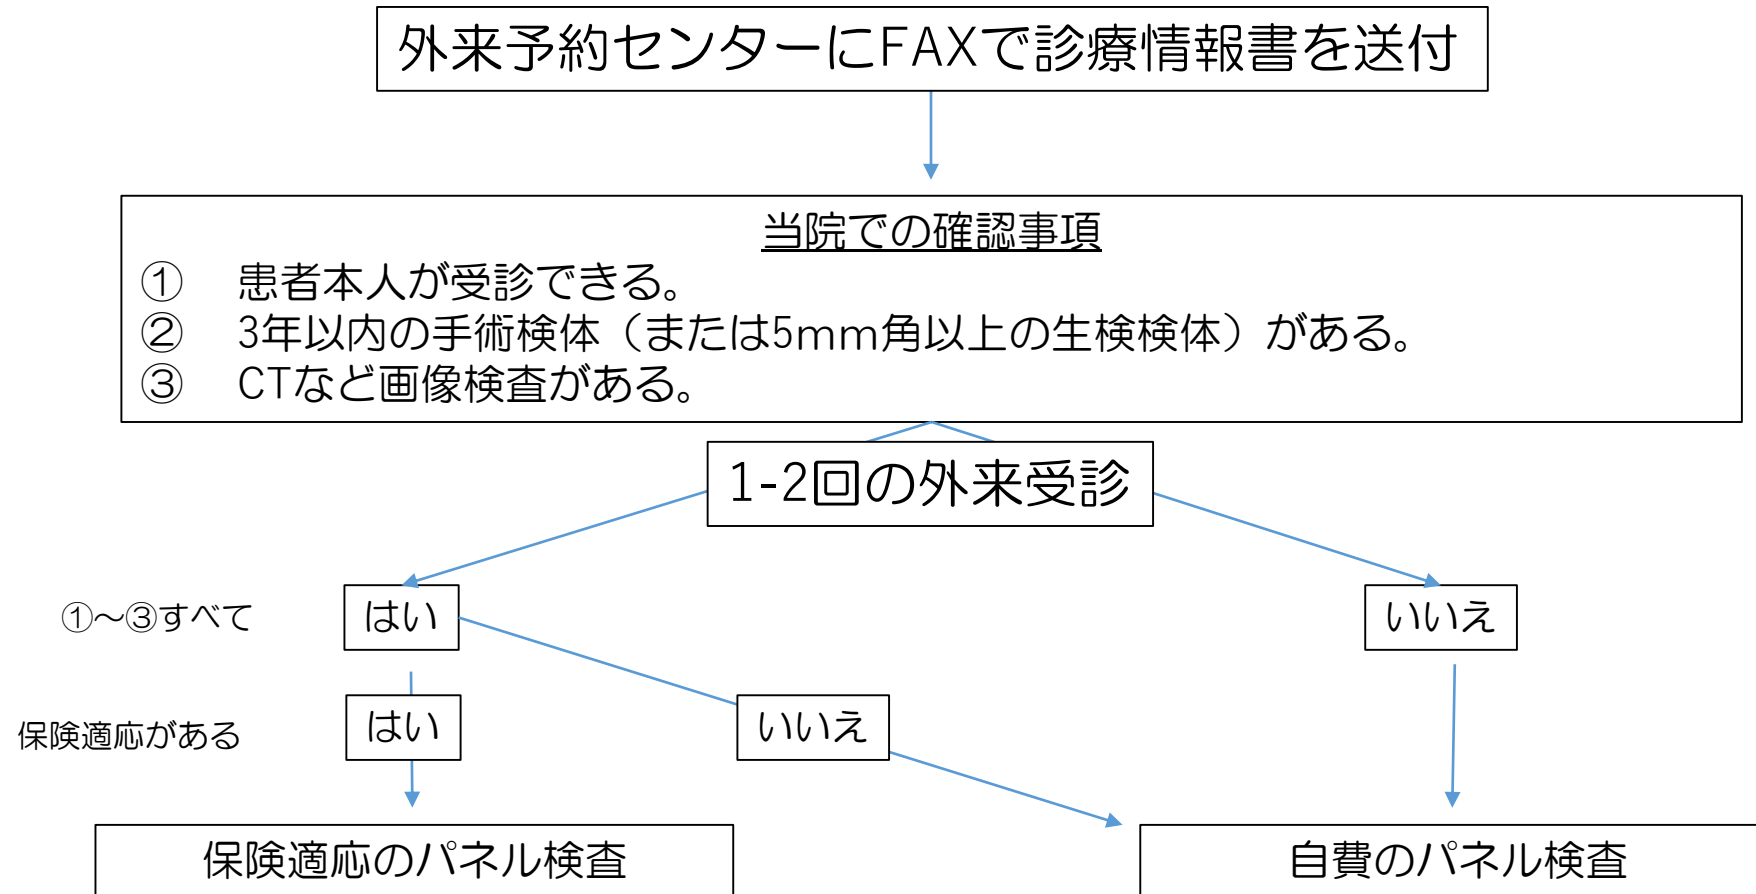 外来予約センターにFAXで診療情報書を送付
当院での確認事項
① 患者本人が受診できる。
② 3年以内の手術検体（または5mm角以上の生検検体）がある。
③ CTなど画像検査がある。
1-2回の外来受診
①～③すべて
はい
いいえ
保険適応がある
はい
いいえ
保険適応のパネル検査
自費のパネル検査